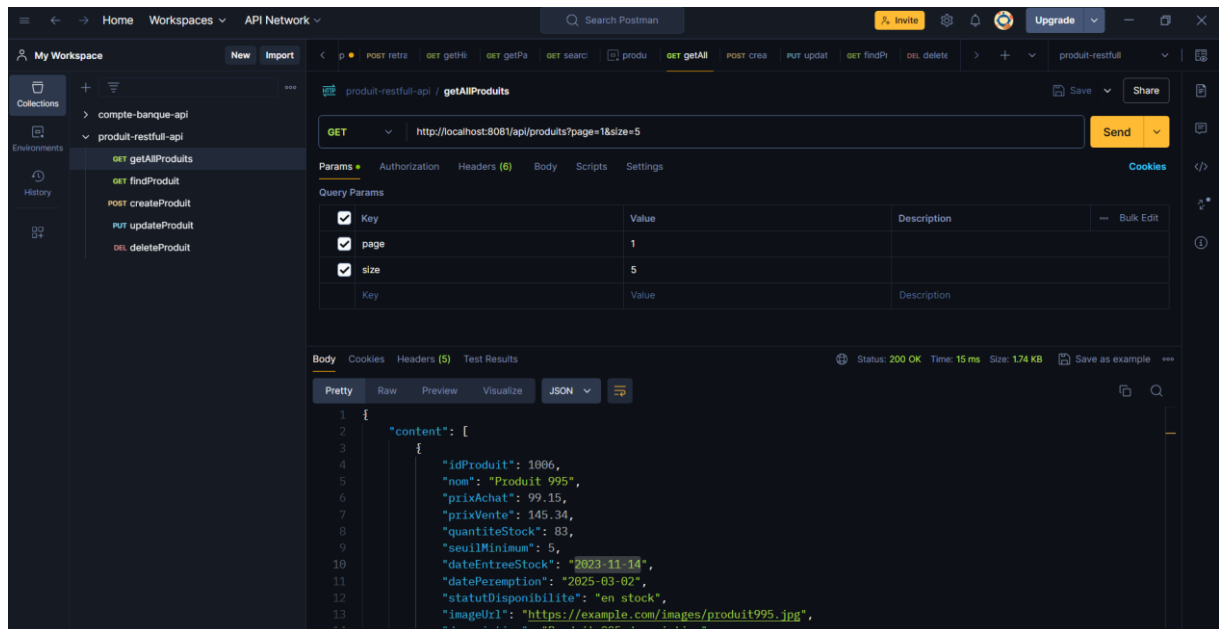 Home Workspaces API Network Search Postman Invite Upgrade
My Workspace New Import
p POST retra GET getHi GET getPa GET searc produ GET getAll POST crea PUT updat GET findPr DEL delete produit-restfull
Collections
Environments
History
compte-banque-api
produit-restfull-api
GET getAllProduits
GET findProduit
POST createProduit
PUT updateProduit
DEL deleteProduit
HTTP produit-restfull-api / getAllProduits Save Share
GET http://localhost:8081/api/produits?page=1&size=5 Send
Params Authorization Headers (6) Body Scripts Settings Cookies
Query Params
Key Value Description Bulk Edit
page 1
size 5
Key Value Description
Body Cookies Headers (5) Test Results Status: 200 OK Time: 15 ms Size: 1.74 KB Save as example
Pretty Raw Preview Visualize JSON
1 {
2 "content": [
3 {
4 "idProduit": 1006,
5 "nom": "Produit 995",
6 "prixAchat": 99.15,
7 "prixVente": 145.34,
8 "quantiteStock": 83,
9 "seuilMinimum": 5,
10 "dateEntreeStock": "2023-11-14",
11 "datePeremption": "2025-03-02",
12 "statutDisponibilite": "en stock",
13 "imageUrl": "https://example.com/images/produit995.jpg",